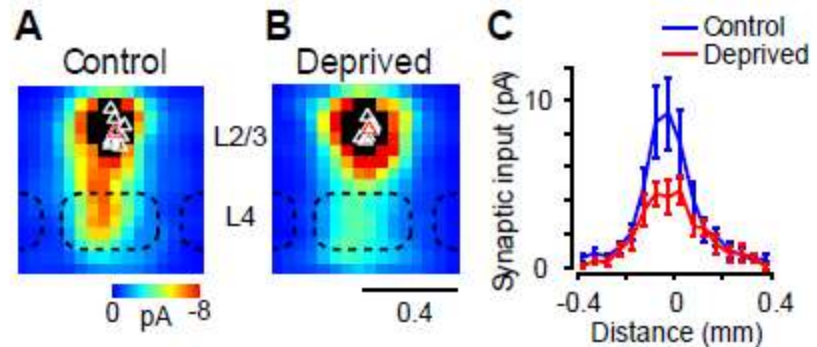 A
Control
B
Deprived
L2/3
L4
0 pA -8
0.4
C
Control
Deprived
Synaptic input (pA)
10
0
-0.4 0 0.4
Distance (mm)